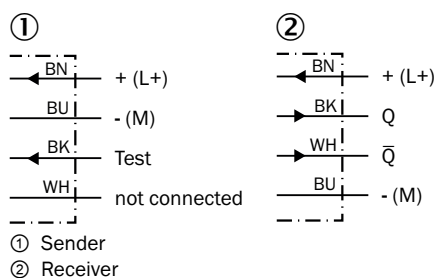 ①
BN + (L+)
BU - (M)
BK Test
WH not connected
②
BN + (L+)
BK Q
WH Q̅
BU - (M)
① Sender
② Receiver